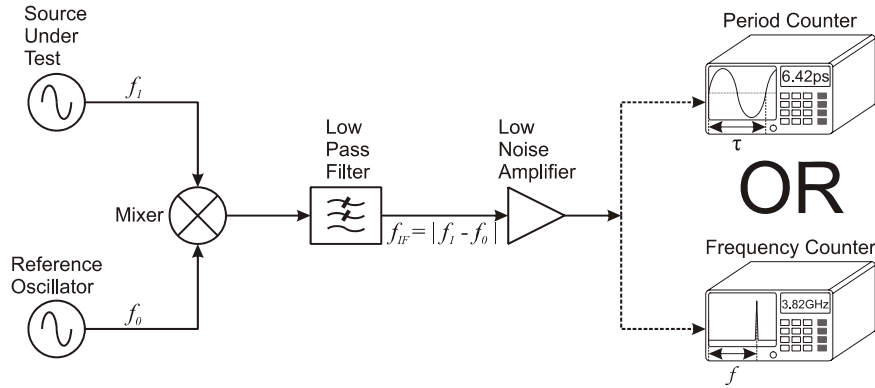 Source
Under
Test
f1
Mixer
Reference
Oscillator
f0
Low
Pass
Filter
fIF = | f1 - f0 |
Low
Noise
Amplifier
Period Counter
6.42ps
τ
OR
Frequency Counter
3.82GHz
f